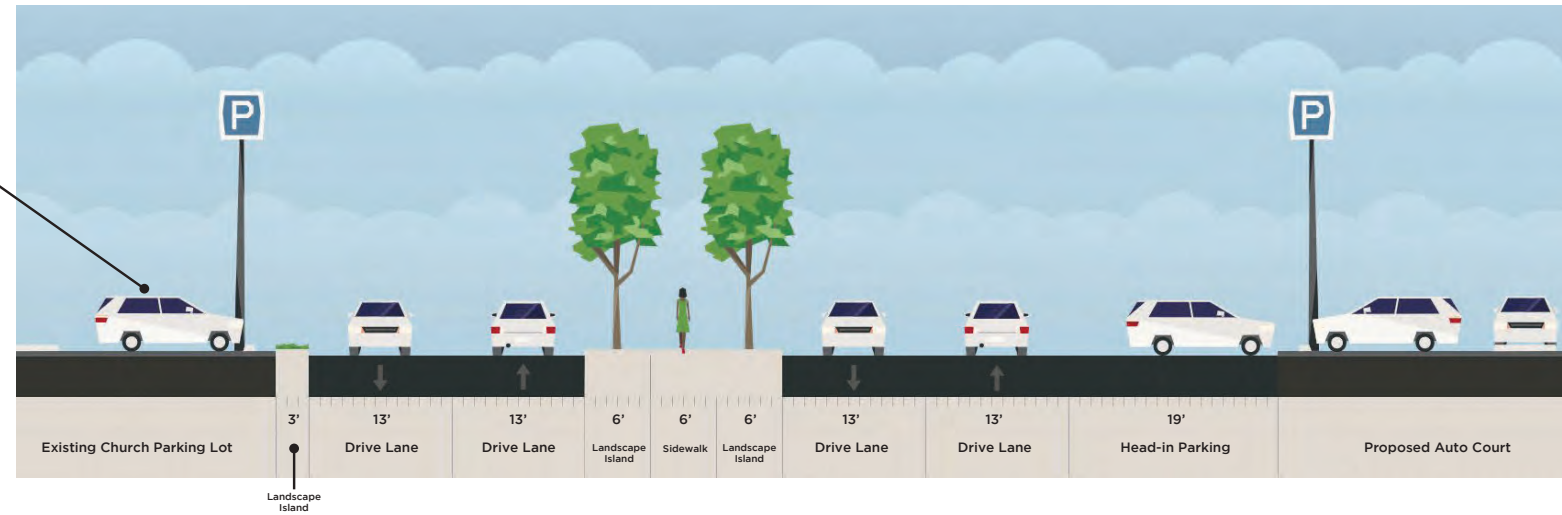 P
P
3’
13’
13’
6’
6’
6’
13’
13’
19’
Existing Church Parking Lot
Drive Lane
Drive Lane
Landscape
Island
Sidewalk
Landscape
Island
Drive Lane
Drive Lane
Head-in Parking
Proposed Auto Court
Landscape
Island